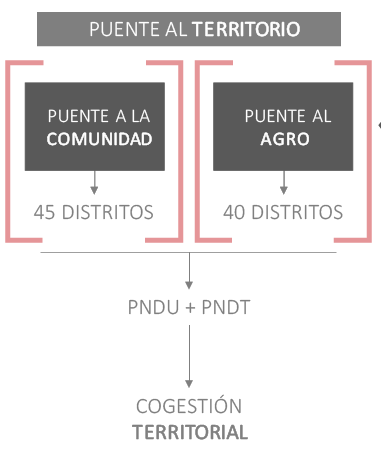 PUENTE AL TERRITORIO
PUENTE A LA
COMUNIDAD
45 DISTRITOS
PUENTE AL
AGRO
40 DISTRITOS
PNDU + PNDT
COGESTIÓN
TERRITORIAL